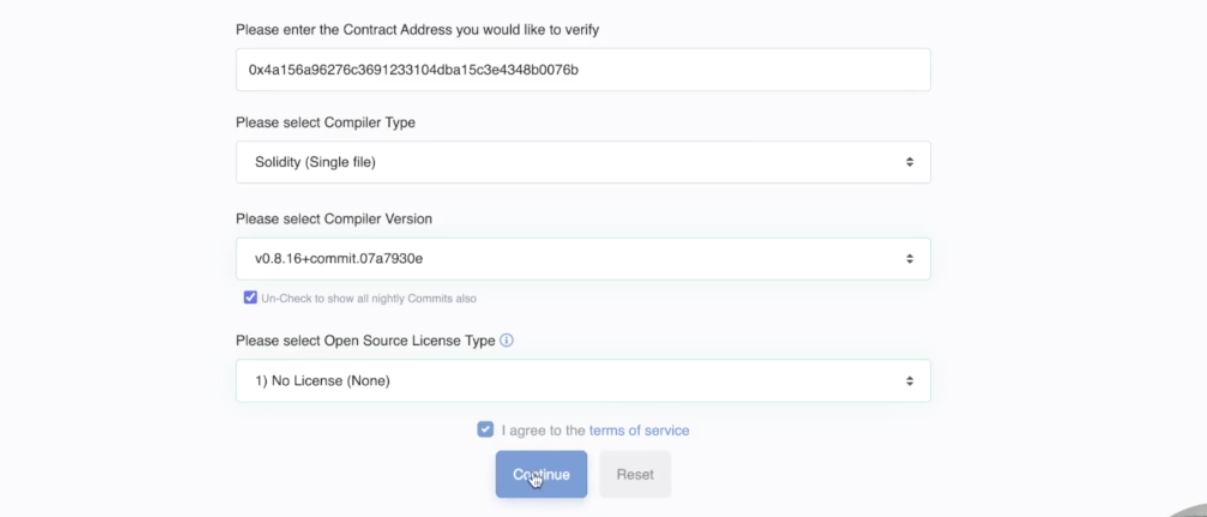 Please enter the Contract Address you would like to verify
0x4a156a96276c3691233104dba15c3e4348b0076b
Please select Compiler Type
Solidity (Single file)
Please select Compiler Version
v0.8.16+commit.07a7930e
Un-Check to show all nightly Commits also
Please select Open Source License Type
1) No License (None)
I agree to the terms of service
Continue Reset